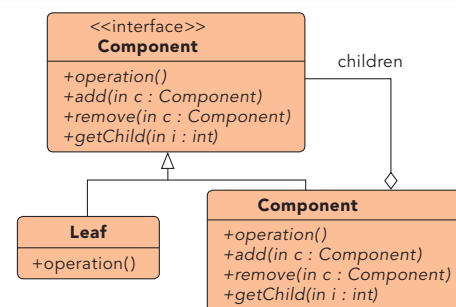 <<interface>>
Component
+operation()
+add(in c : Component)
+remove(in c : Component)
+getChild(in i : int)
children
Leaf
+operation()
Component
+operation()
+add(in c : Component)
+remove(in c : Component)
+getChild(in i : int)